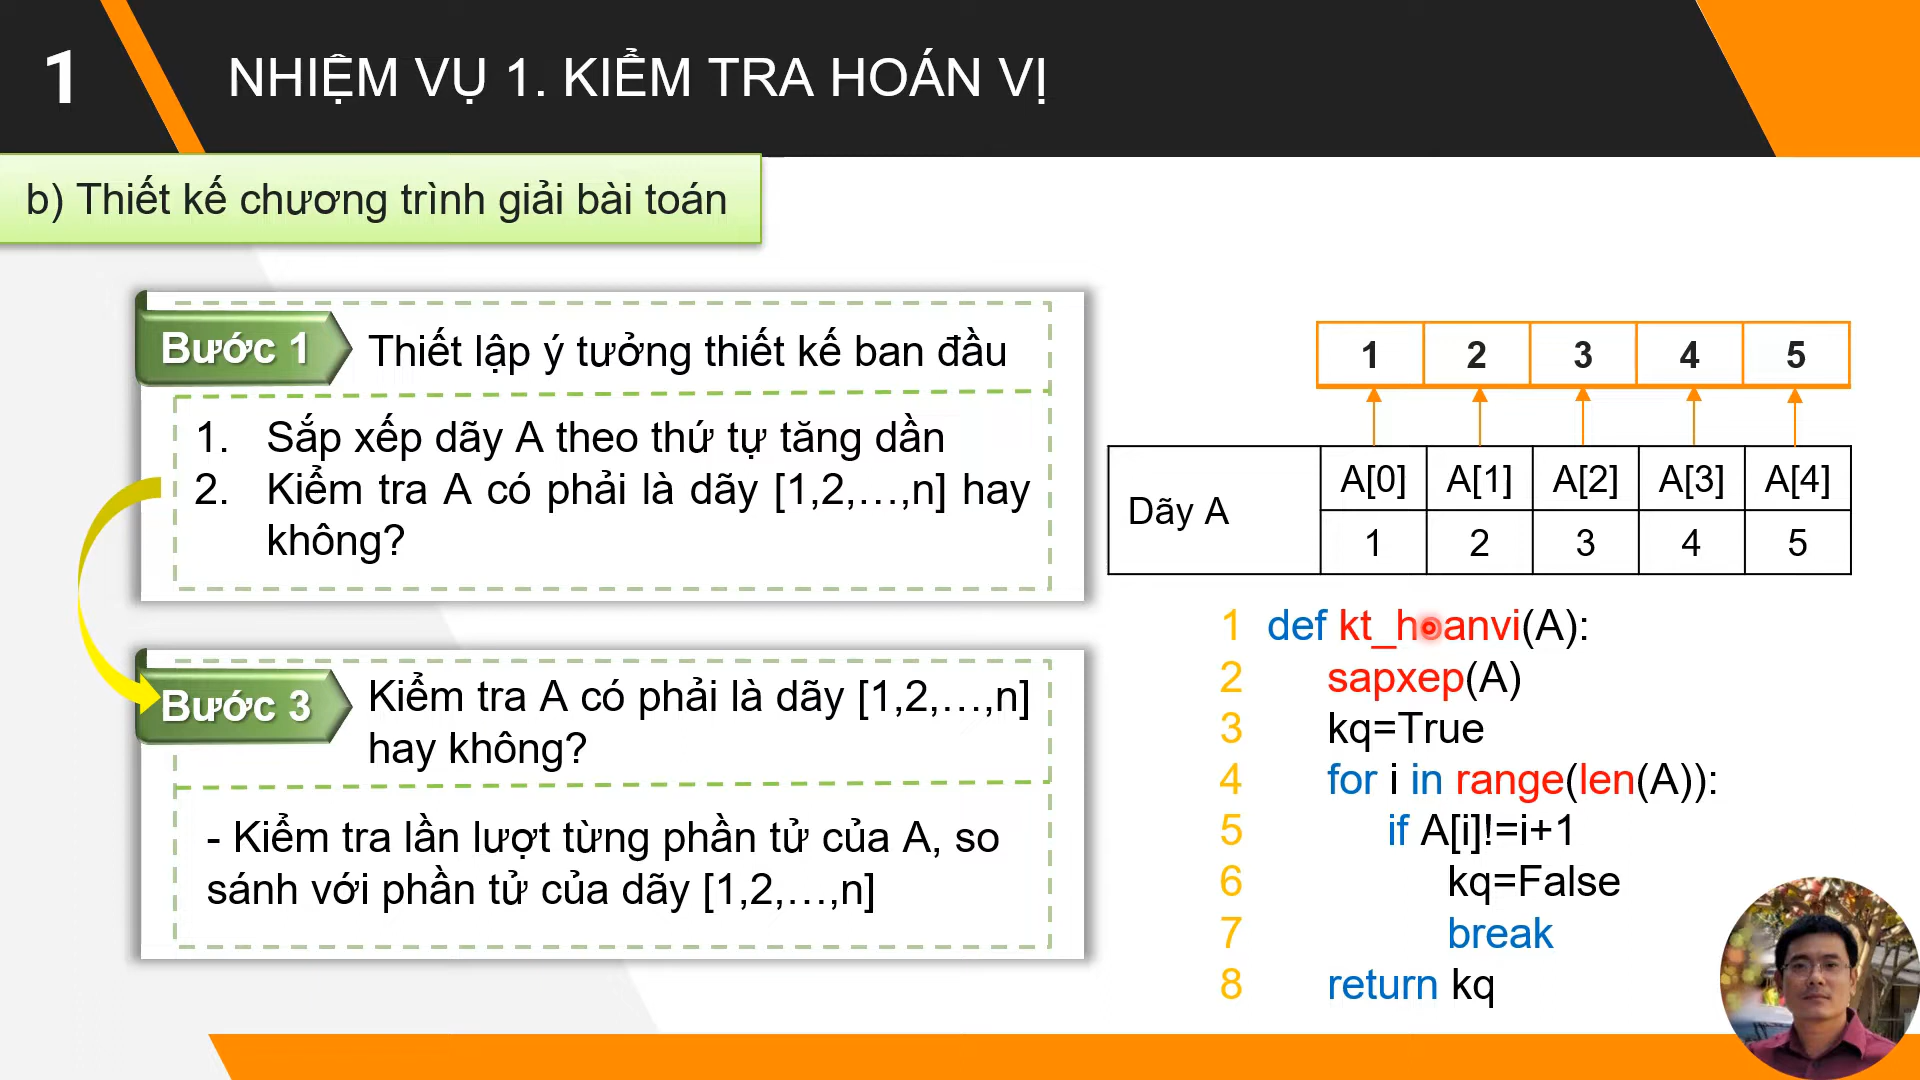 1
NHIỆM VỤ 1. KIỂM TRA HOÁN VỊ
b) Thiết kế chương trình giải bài toán
Bước 1
Thiết lập ý tưởng thiết kế ban đầu
1. Sắp xếp dãy A theo thứ tự tăng dần
2. Kiểm tra A có phải là dãy [1,2,…,n] hay
không?
Bước 3
Kiểm tra A có phải là dãy [1,2,…,n]
hay không?
- Kiểm tra lần lượt từng phần tử của A, so
sánh với phần tử của dãy [1,2,…,n]
1 2 3 4 5
Dãy A
A[0] A[1] A[2] A[3] A[4]
1 2 3 4 5
1 def kt_hoanvi(A):
2 sapxep(A)
3 kq=True
4 for i in range(len(A)):
5 if A[i]!=i+1
6 kq=False
7 break
8 return kq